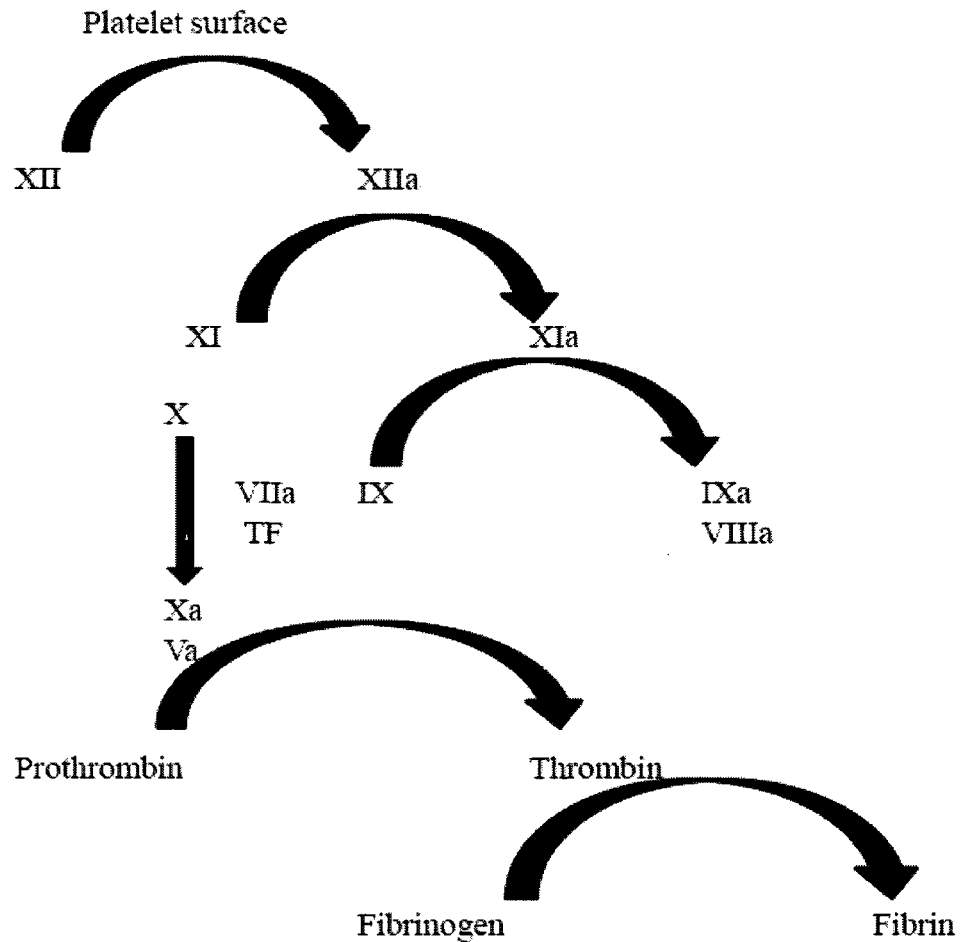 Platelet surface
XII XIIa
XI XIa
X
VIIa IX IXa
TF VIIIa
Xa
Va
Prothrombin Thrombin
Fibrinogen Fibrin